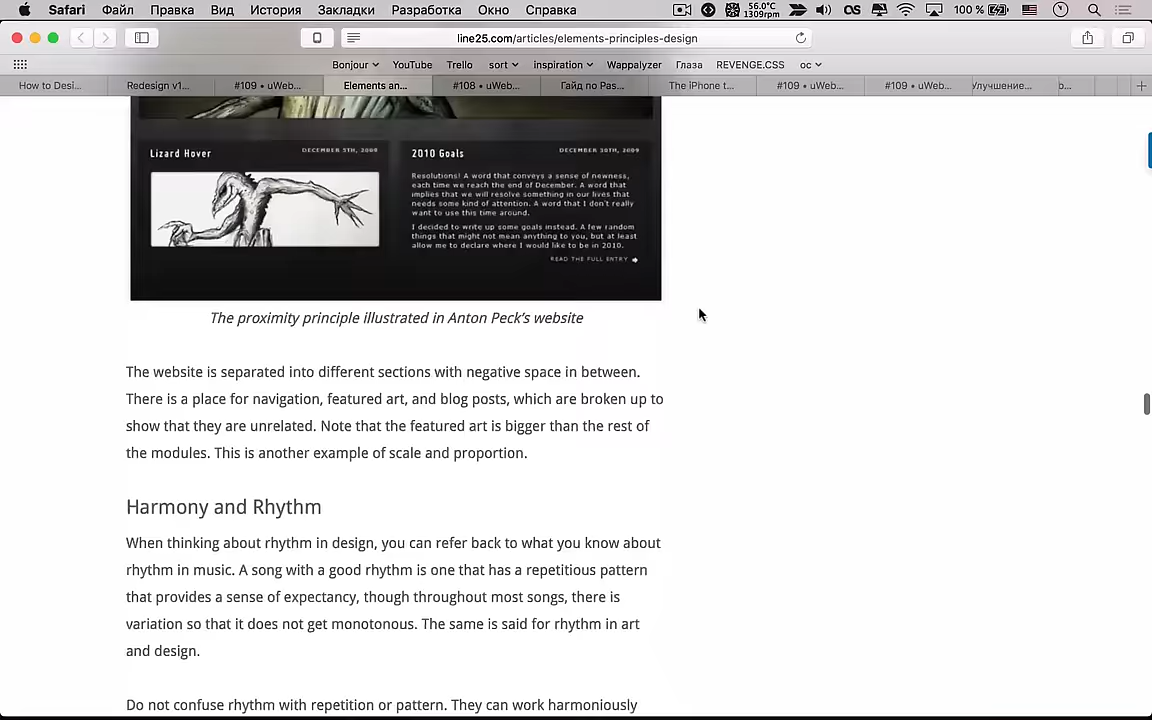 Safari Файл Правка Вид История Закладки Разработка Окно Справка 56.0°C 1309rpm 100 %
line25.com/articles/elements-principles-design
Bonjour YouTube Trello sort inspiration Wappalyzer Глаза REVENGE.CSS ос
How to Desi... Redesign v1... #109 • uWeb... Elements an... #108 • uWeb... Гайд по Pas... The iPhone t... #109 • uWeb... #109 • uWeb... Улучшение... b...
Lizard Hover DECEMBER 5TH, 2009 2010 Goals DECEMBER 30TH, 2009
Resolutions! A word that conveys a sense of newness,
each time we reach the end of December. A word that
implies that we will resolve something in our lives that
needs some kind of attention. A word that I don't really
want to use this time around.
I decided to write up some goals instead. A few random
things that might not mean anything to you, but at least
allow me to declare where I would like to be in 2010.
READ THE FULL ENTRY
The proximity principle illustrated in Anton Peck's website
The website is separated into different sections with negative space in between.
There is a place for navigation, featured art, and blog posts, which are broken up to
show that they are unrelated. Note that the featured art is bigger than the rest of
the modules. This is another example of scale and proportion.
Harmony and Rhythm
When thinking about rhythm in design, you can refer back to what you know about
rhythm in music. A song with a good rhythm is one that has a repetitious pattern
that provides a sense of expectancy, though throughout most songs, there is
variation so that it does not get monotonous. The same is said for rhythm in art
and design.
Do not confuse rhythm with repetition or pattern. They can work harmoniously